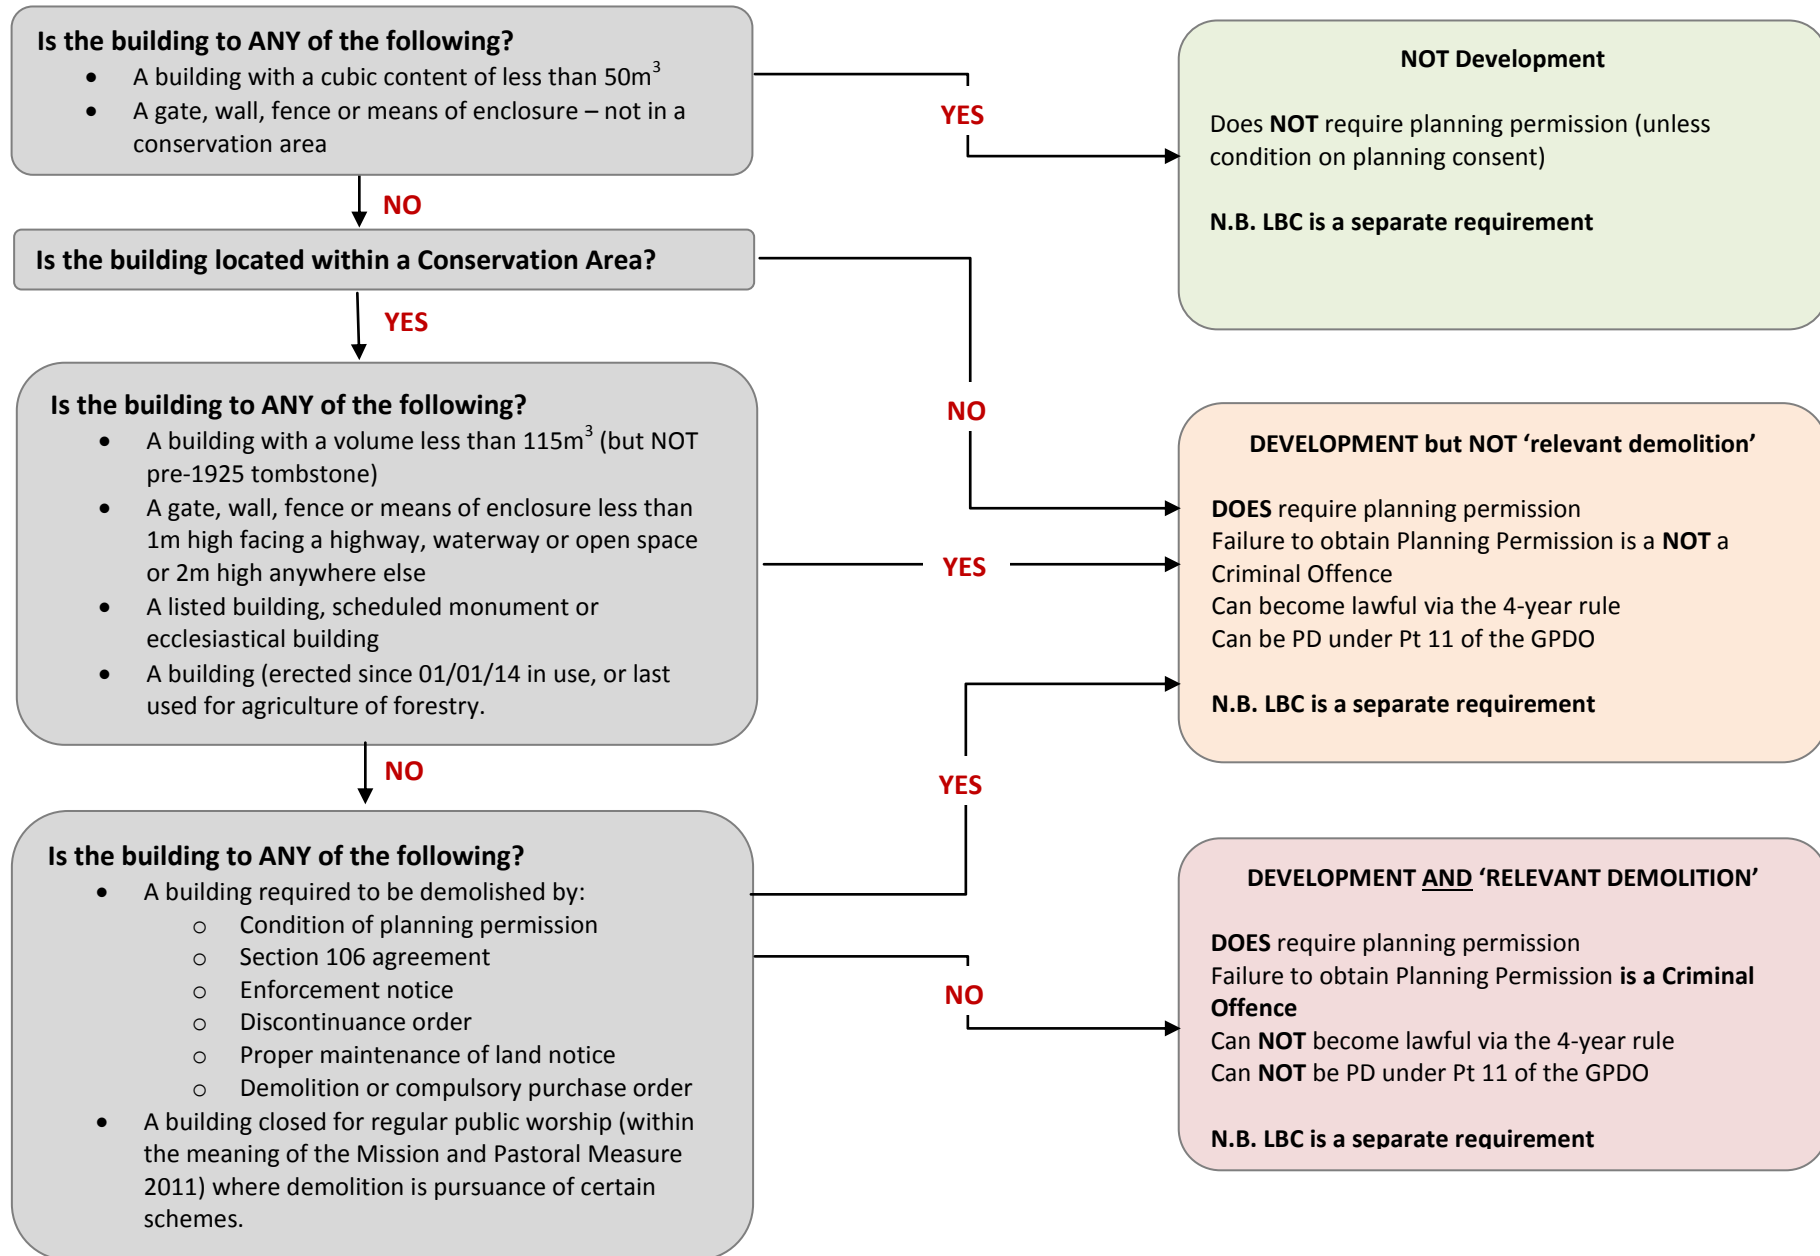 Is the building to ANY of the following?
• A building with a cubic content of less than 50m³
• A gate, wall, fence or means of enclosure – not in a
conservation area
YES
NOT Development
Does NOT require planning permission (unless
condition on planning consent)
N.B. LBC is a separate requirement
NO
Is the building located within a Conservation Area?
YES
NO
Is the building to ANY of the following?
• A building with a volume less than 115m³ (but NOT
pre-1925 tombstone)
• A gate, wall, fence or means of enclosure less than
1m high facing a highway, waterway or open space
or 2m high anywhere else
• A listed building, scheduled monument or
ecclesiastical building
• A building (erected since 01/01/14 in use, or last
used for agriculture of forestry.
YES
DEVELOPMENT but NOT ‘relevant demolition’
DOES require planning permission
Failure to obtain Planning Permission is a NOT a
Criminal Offence
Can become lawful via the 4-year rule
Can be PD under Pt 11 of the GPDO
N.B. LBC is a separate requirement
NO
YES
Is the building to ANY of the following?
• A building required to be demolished by:
o Condition of planning permission
o Section 106 agreement
o Enforcement notice
o Discontinuance order
o Proper maintenance of land notice
o Demolition or compulsory purchase order
• A building closed for regular public worship (within
the meaning of the Mission and Pastoral Measure
2011) where demolition is pursuance of certain
schemes.
NO
DEVELOPMENT AND ‘RELEVANT DEMOLITION’
DOES require planning permission
Failure to obtain Planning Permission is a Criminal
Offence
Can NOT become lawful via the 4-year rule
Can NOT be PD under Pt 11 of the GPDO
N.B. LBC is a separate requirement